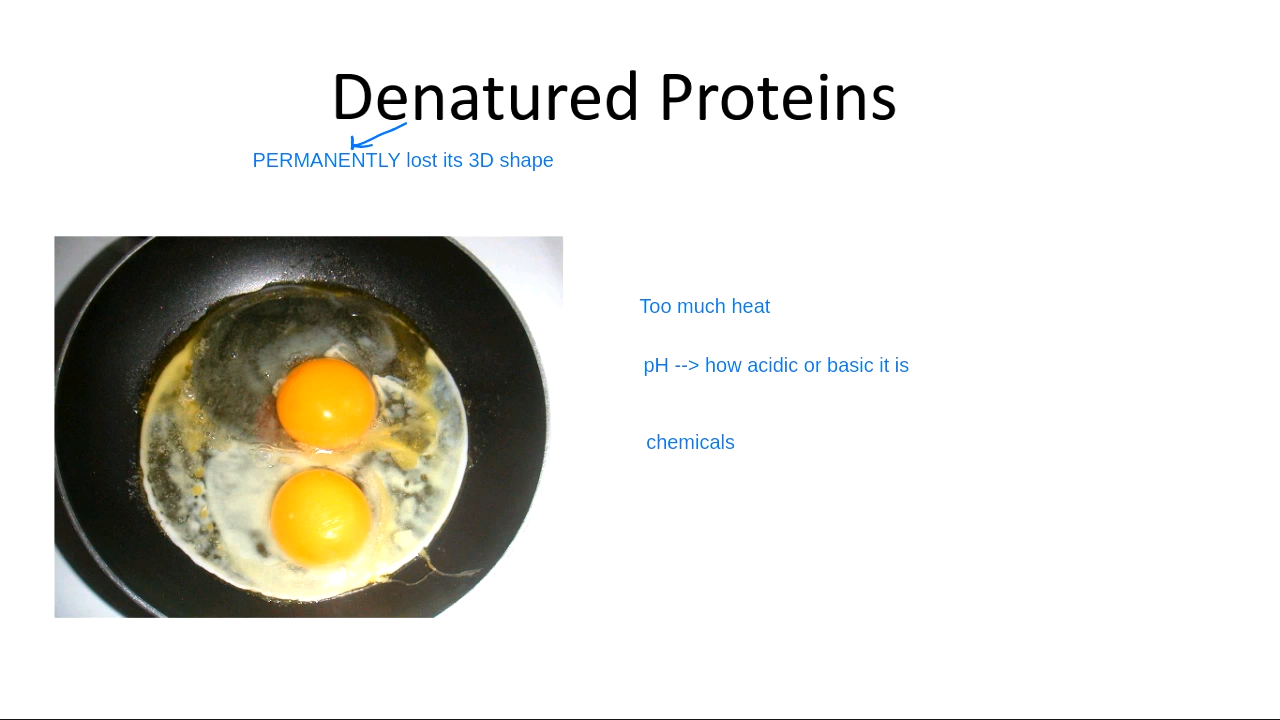 Denatured Proteins
PERMANENTLY lost its 3D shape
Too much heat
pH --> how acidic or basic it is
chemicals